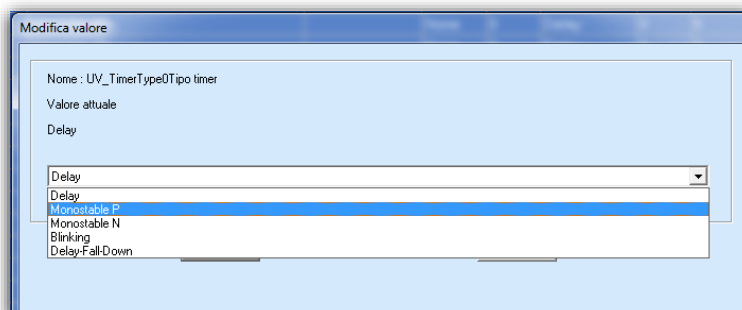 Modifica valore
Nome : UV_TimerType0Tipo timer
Valore attuale
Delay
Delay
Delay
Monostable P
Monostable N
Blinking
Delay-Fall-Down